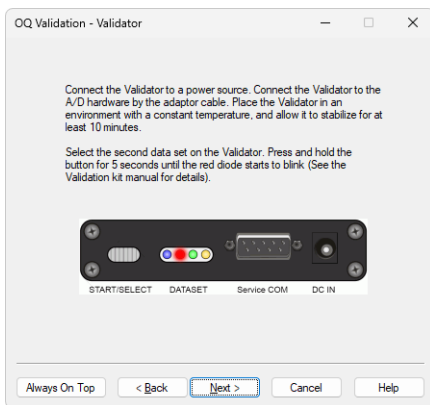 OQ Validation - Validator
Connect the Validator to a power source. Connect the Validator to the
A/D hardware by the adaptor cable. Place the Validator in an
environment with a constant temperature, and allow it to stabilize for at
least 10 minutes.
Select the second data set on the Validator. Press and hold the
button for 5 seconds until the red diode starts to blink (See the
Validation kit manual for details).
START/SELECT DATASET Service COM DC IN
Always On Top < Back Next > Cancel Help